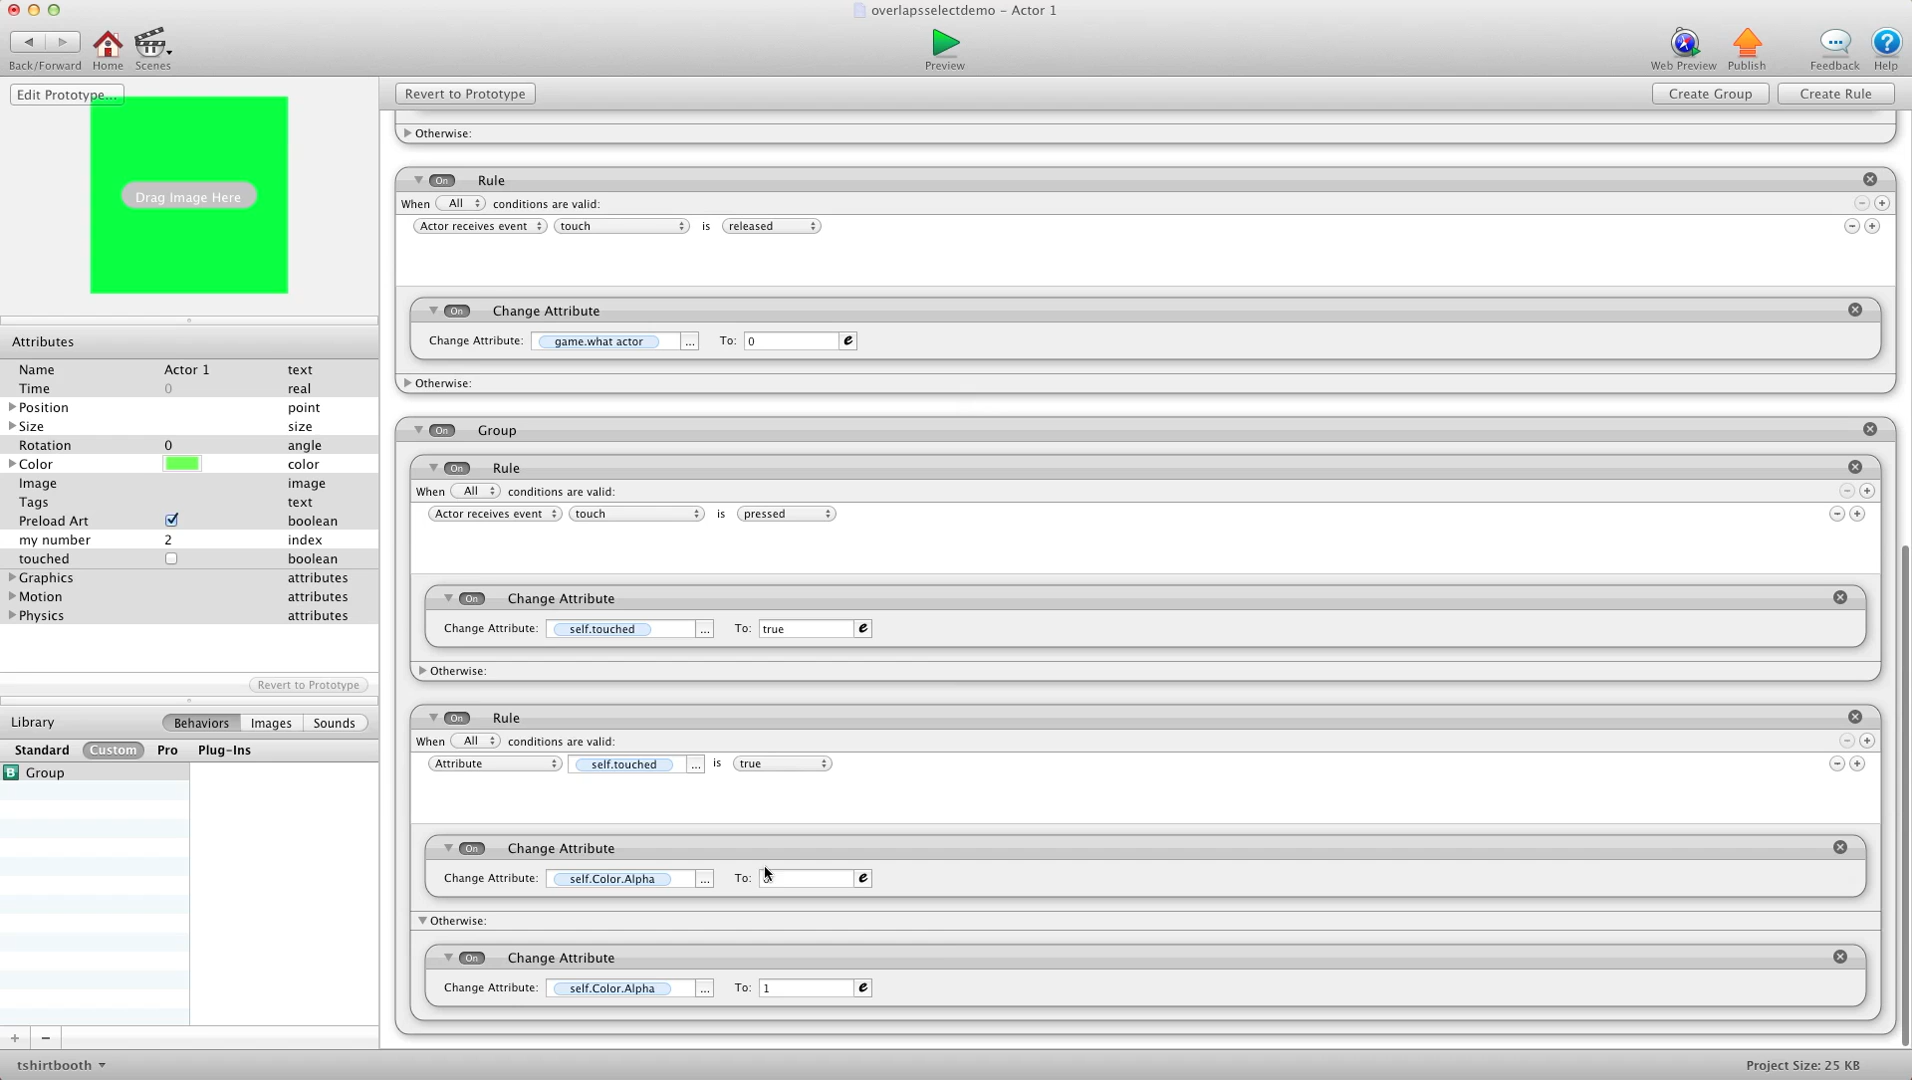 overlapsselectdemo – Actor 1
Back/Forward Home Scenes Preview Web Preview Publish Feedback Help
Edit Prototype... Revert to Prototype Create Group Create Rule
Drag Image Here
Attributes
Name Actor 1 text
Time 0 real
Position point
Size size
Rotation 0 angle
Color color
Image image
Tags text
Preload Art boolean
my number 2 index
touched boolean
Graphics attributes
Motion attributes
Physics attributes
Revert to Prototype
Library Behaviors Images Sounds
Standard Custom Pro Plug-Ins
B Group
tshirtbooth
Otherwise:
On Rule
When All conditions are valid:
Actor receives event touch is released
On Change Attribute
Change Attribute: game.what actor ... To: 0 e
Otherwise:
On Group
On Rule
When All conditions are valid:
Actor receives event touch is pressed
On Change Attribute
Change Attribute: self.touched ... To: true e
Otherwise:
On Rule
When All conditions are valid:
Attribute self.touched ... is true
On Change Attribute
Change Attribute: self.Color.Alpha ... To: e
Otherwise:
On Change Attribute
Change Attribute: self.Color.Alpha ... To: 1 e
Project Size: 25 KB